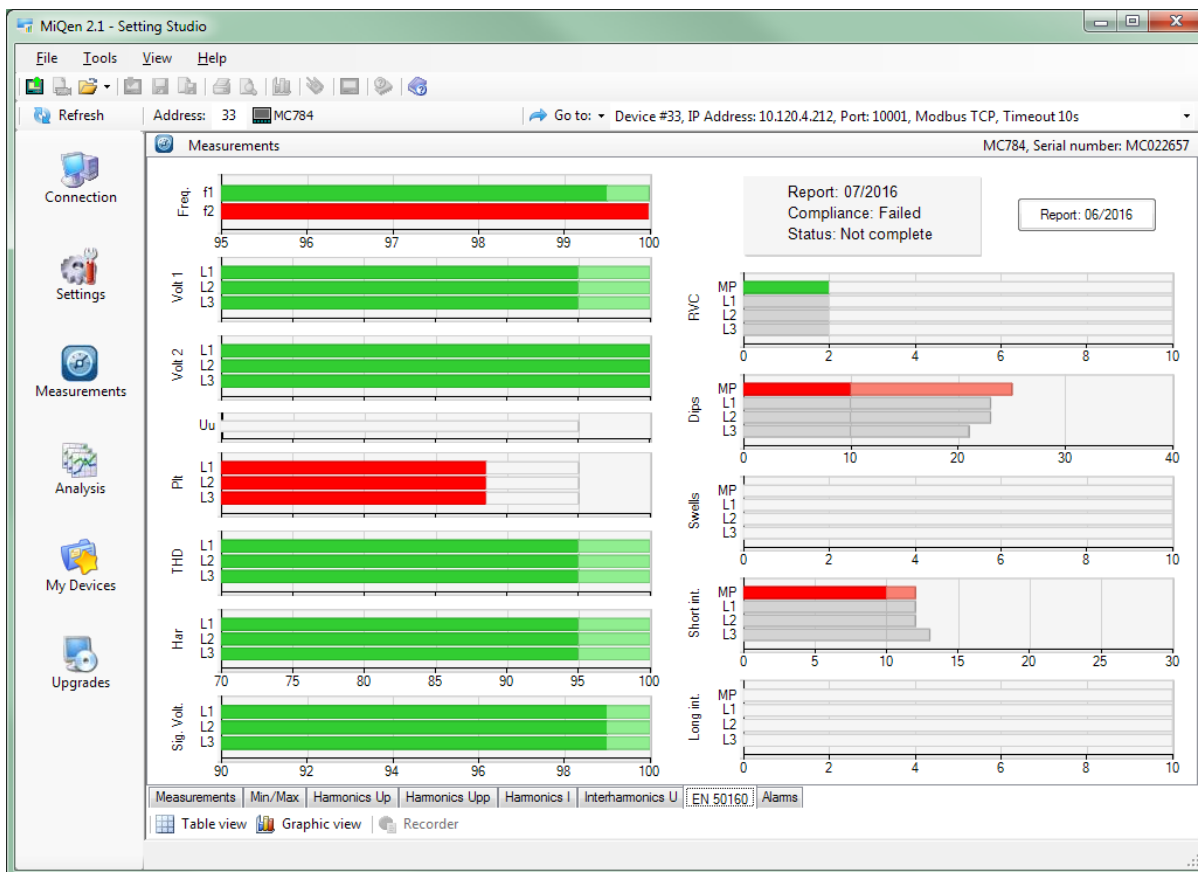 MiQen 2.1 - Setting Studio
File Tools View Help
Refresh Address: 33 MC784 Go to: Device #33, IP Address: 10.120.4.212, Port: 10001, Modbus TCP, Timeout 10s
Measurements MC784, Serial number: MC022657
Connection
Settings
Measurements
Analysis
My Devices
Upgrades
Freq.
f1
f2
95 96 97 98 99 100
Volt 1
L1
L2
L3
Volt 2
L1
L2
L3
Uu
Plt
L1
L2
L3
THD
L1
L2
L3
Har
L1
L2
L3
70 75 80 85 90 95 100
Sig. Volt.
L1
L2
L3
90 92 94 96 98 100
Report: 07/2016
Compliance: Failed
Status: Not complete
Report: 06/2016
RVC
MP
L1
L2
L3
0 2 4 6 8 10
Dips
MP
L1
L2
L3
0 10 20 30 40
Swells
MP
L1
L2
L3
0 2 4 6 8 10
Short int.
MP
L1
L2
L3
0 5 10 15 20 25 30
Long int.
MP
L1
L2
L3
0 2 4 6 8 10
Measurements Min/Max Harmonics Up Harmonics Upp Harmonics I Interharmonics U EN 50160 Alarms
Table view Graphic view Recorder